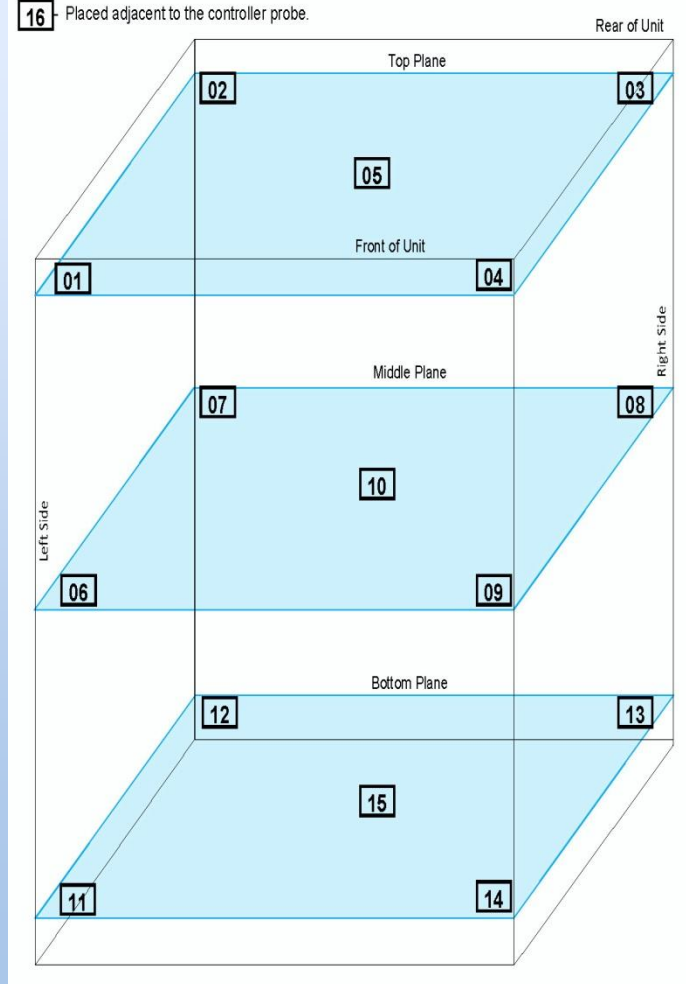 16 Placed adjacent to the controller probe.
Rear of Unit
Top Plane
02 03
05
Front of Unit
01 04
Right Side
Middle Plane
07 08
10
Left Side
06 09
Bottom Plane
12 13
15
11 14